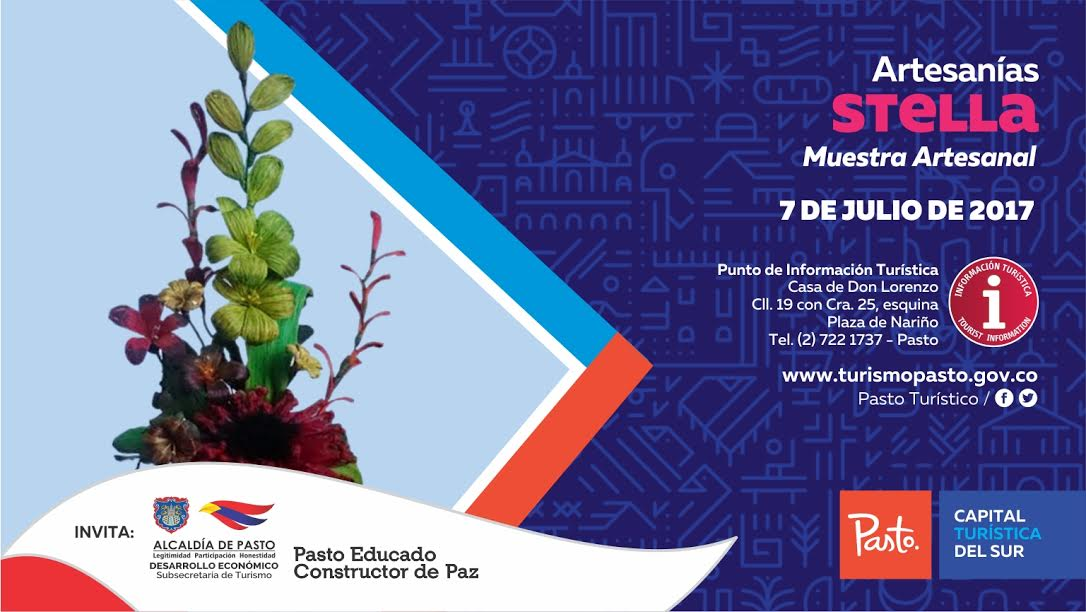 Artesanías
STELLA
Muestra Artesanal
7 DE JULIO DE 2017
Punto de Información Turística
Casa de Don Lorenzo
Cll. 19 con Cra. 25, esquina
Plaza de Nariño
Tel. (2) 722 1737 - Pasto
INFORMACIÓN TURÍSTICA
i
TOURIST INFORMATION
www.turismopasto.gov.co
Pasto Turístico /
INVITA:
ALCALDÍA DE PASTO
Legitimidad Participación Honestidad
DESARROLLO ECONÓMICO
Subsecretaria de Turismo
Pasto Educado
Constructor de Paz
Pasto.
CAPITAL
TURÍSTICA
DEL SUR